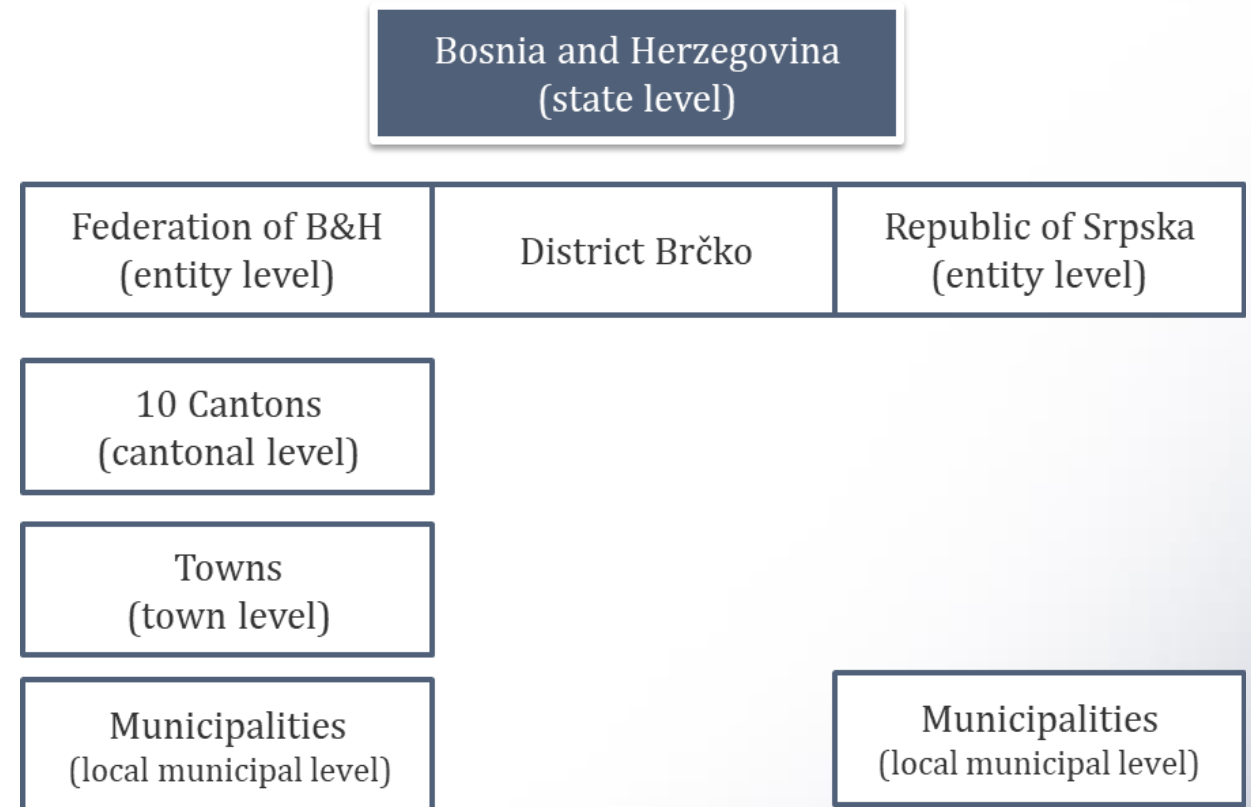 Bosnia and Herzegovina
(state level)
Federation of B&H
(entity level)
District Brčko
Republic of Srpska
(entity level)
10 Cantons
(cantonal level)
Towns
(town level)
Municipalities
(local municipal level)
Municipalities
(local municipal level)